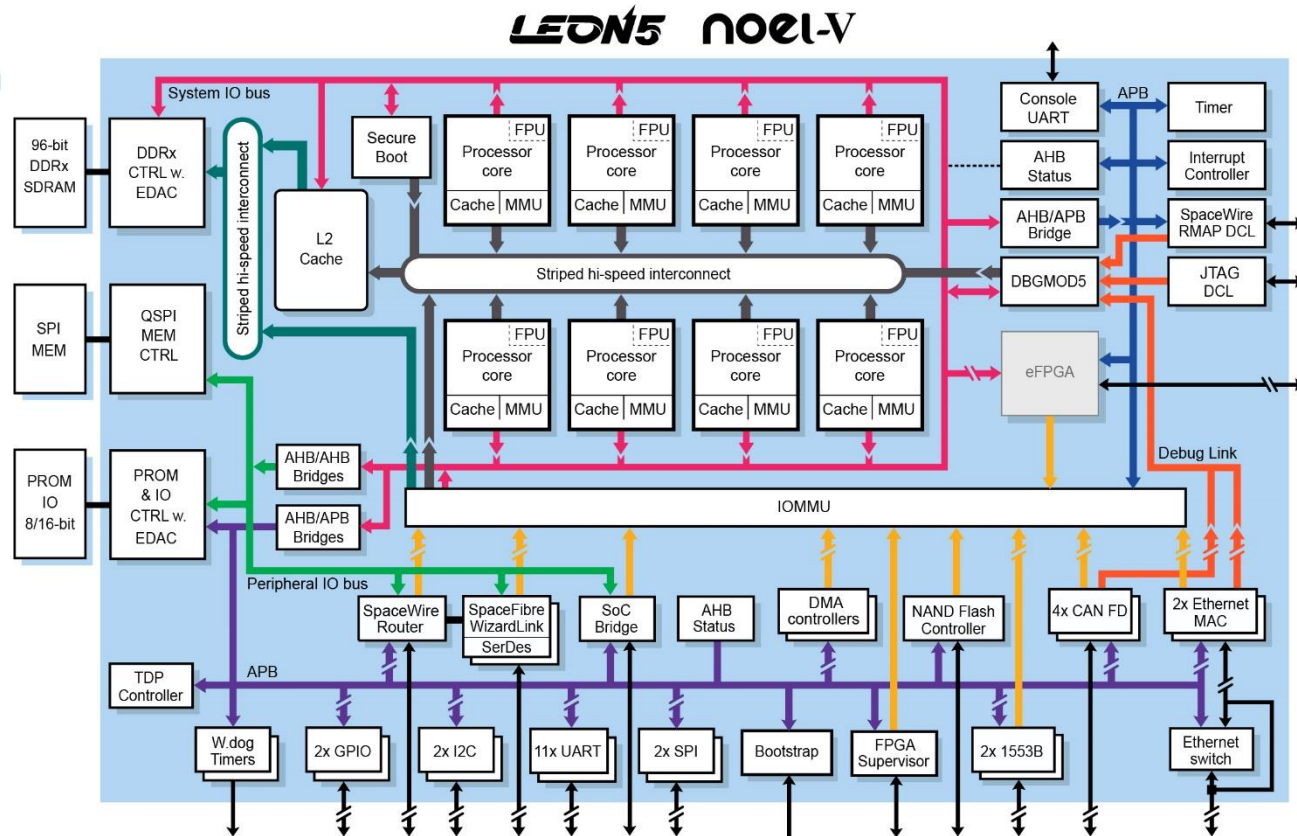 LEON5 NOEL-V
System IO bus
96-bit
DDRx
SDRAM
DDRx
CTRL w.
EDAC
Striped hi-speed interconnect
L2
Cache
Secure
Boot
FPU
Processor
core
Cache MMU
FPU
Processor
core
Cache MMU
FPU
Processor
core
Cache MMU
FPU
Processor
core
Cache MMU
Console
UART
APB
Timer
AHB
Status
Interrupt
Controller
AHB/APB
Bridge
SpaceWire
RMAP DCL
Striped hi-speed interconnect
DBGMOD5
JTAG
DCL
SPI
MEM
QSPI
MEM
CTRL
FPU
Processor
core
Cache MMU
FPU
Processor
core
Cache MMU
FPU
Processor
core
Cache MMU
FPU
Processor
core
Cache MMU
eFPGA
Debug Link
PROM
IO
8/16-bit
PROM
& IO
CTRL w.
EDAC
AHB/AHB
Bridges
AHB/APB
Bridges
IOMMU
Peripheral IO bus
SpaceWire
Router
SpaceFibre
WizardLink
SerDes
SoC
Bridge
AHB
Status
DMA
controllers
NAND Flash
Controller
4x CAN FD
2x Ethernet
MAC
TDP
Controller
APB
W.dog
Timers
2x GPIO
2x I2C
11x UART
2x SPI
Bootstrap
FPGA
Supervisor
2x 1553B
Ethernet
switch